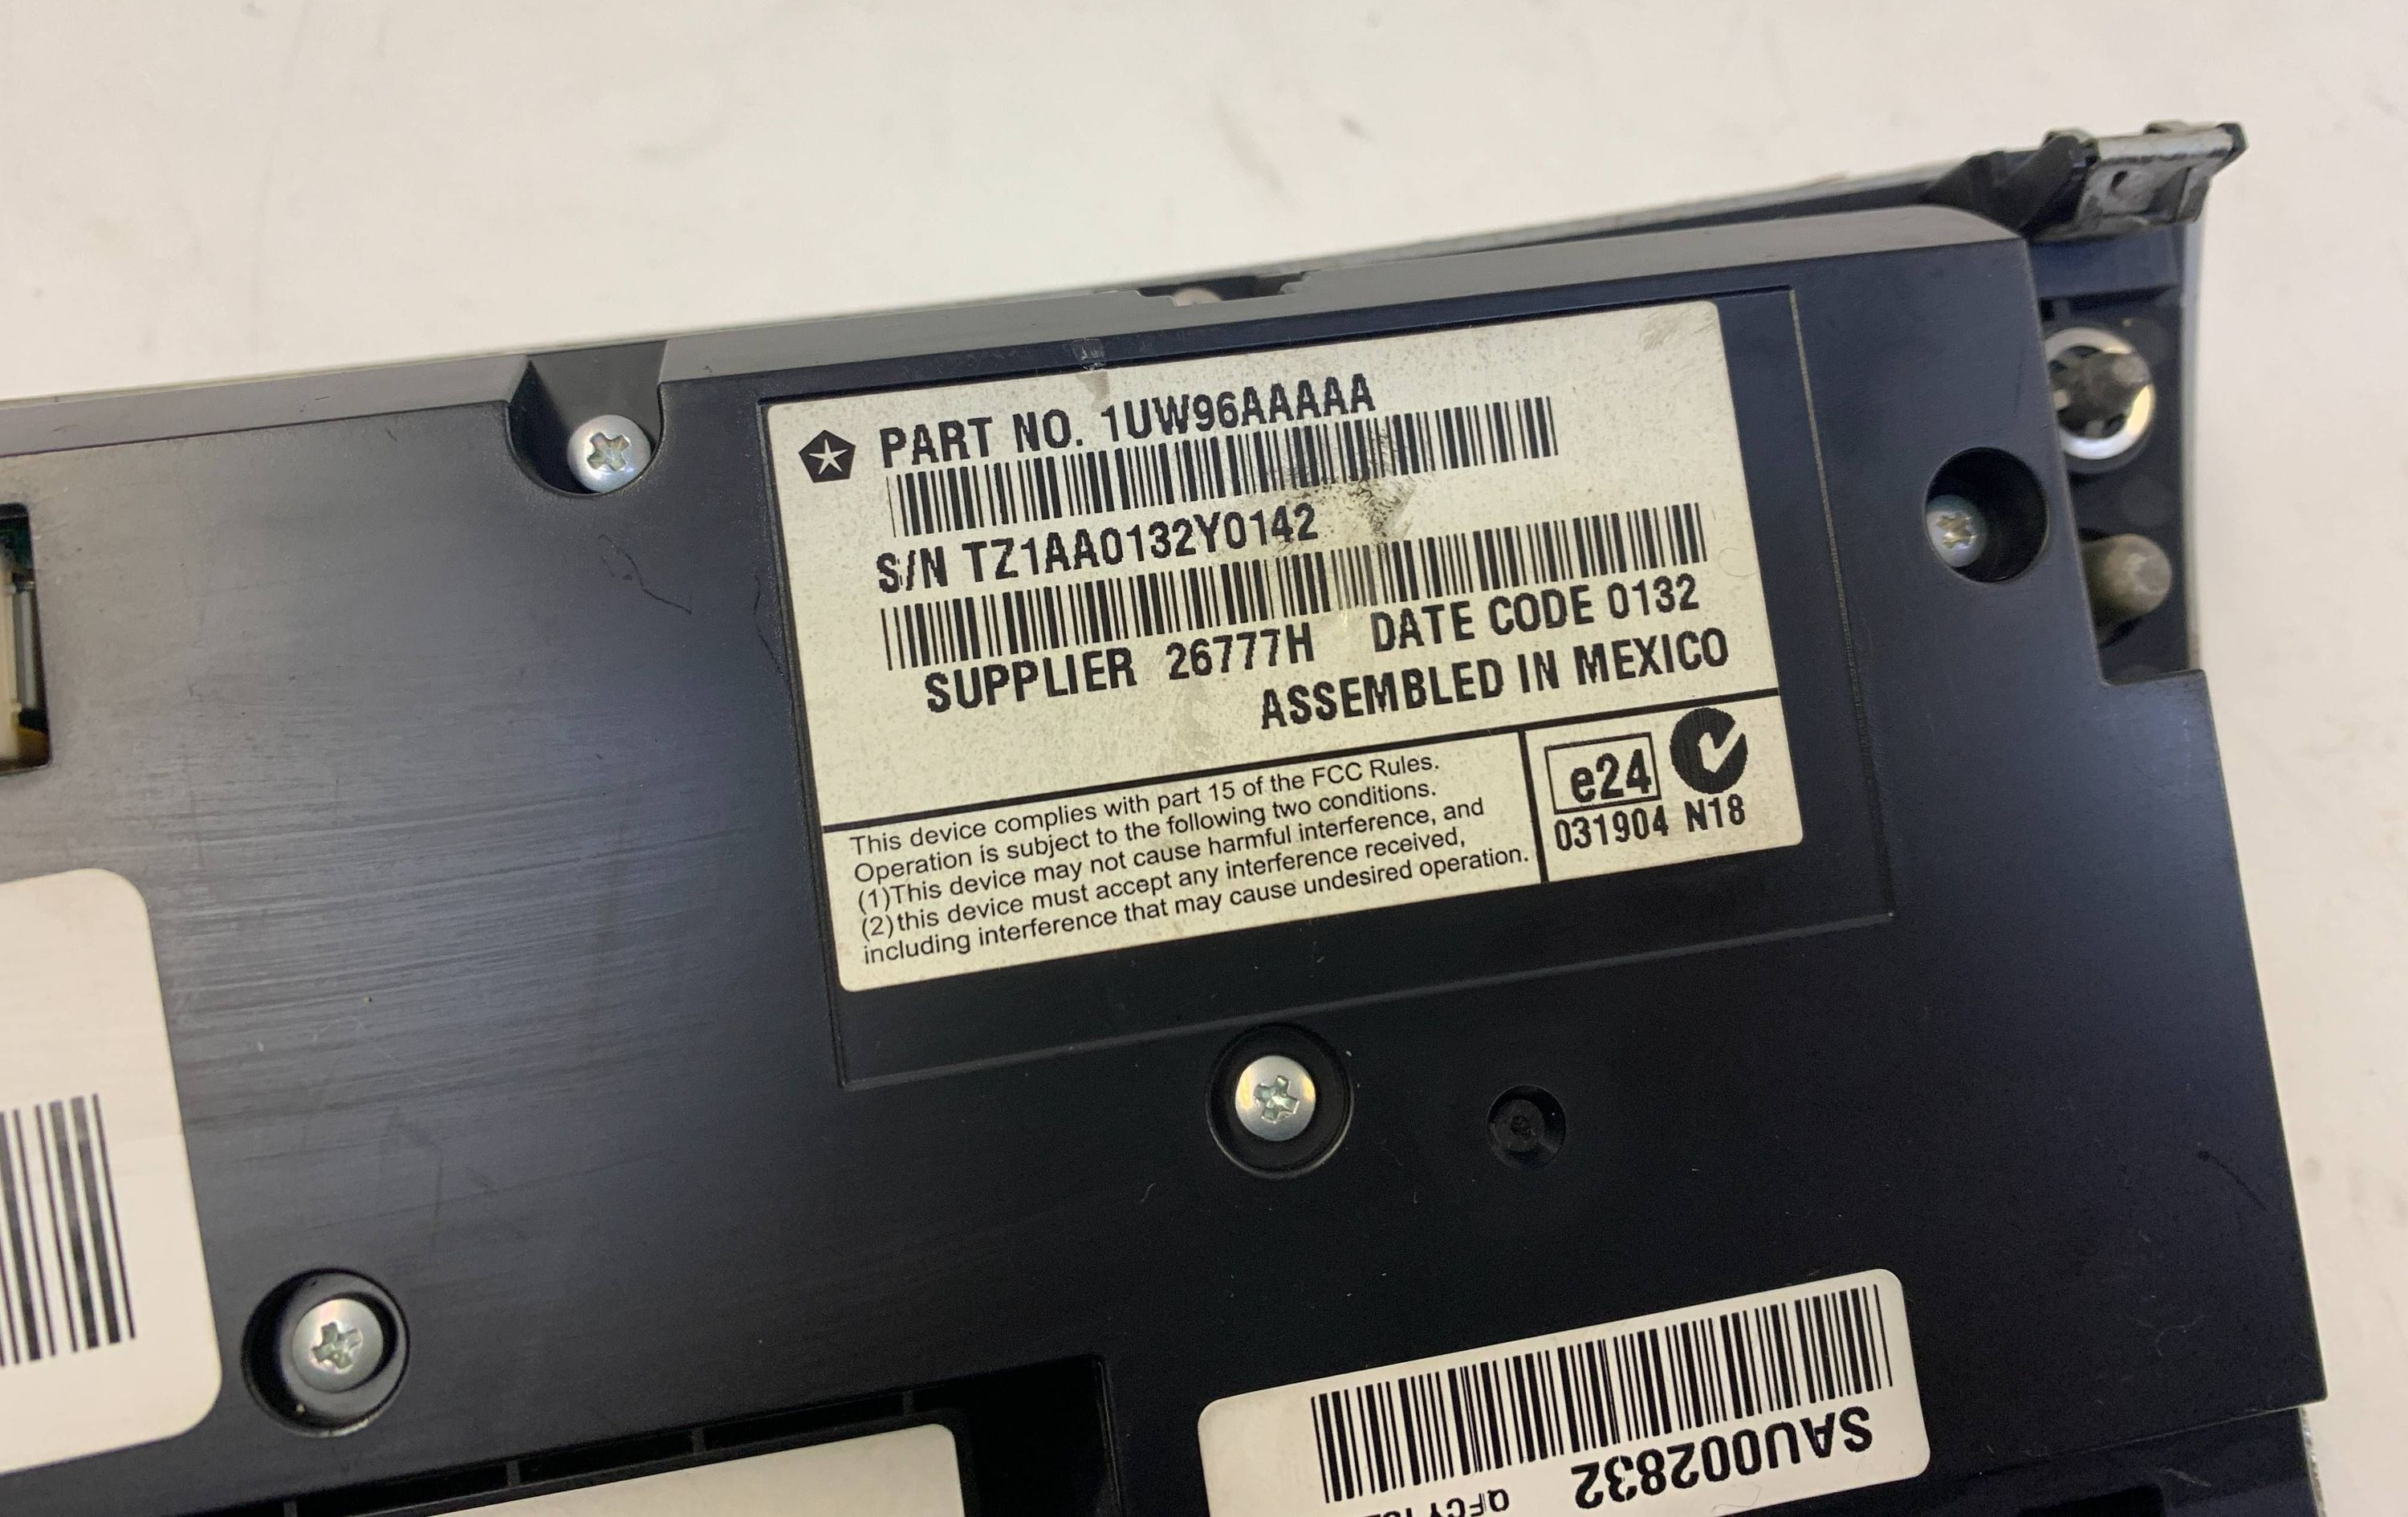 PART NO. 1UW96AAAAA
S/N TZ1AA0132Y0142
SUPPLIER 26777H DATE CODE 0132
ASSEMBLED IN MEXICO
This device complies with part 15 of the FCC Rules.
Operation is subject to the following two conditions.
(1)This device may not cause harmful interference, and
(2)this device must accept any interference received,
including interference that may cause undesired operation.
e24
031904 N18
SAU002832